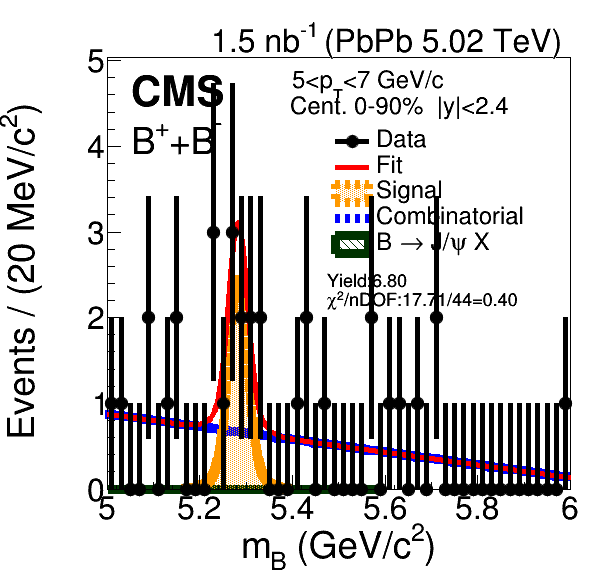 1.5 nb⁻¹ (PbPb 5.02 TeV)
CMS
5<p_T<7 GeV/c
Cent. 0-90% |y|<2.4
B⁺+B⁻
Data
Fit
Signal
Combinatorial
B → J/ψ X
Yield:6.80
χ²/nDOF:17.71/44=0.40
Events / (20 MeV/c²)
5
4
3
2
1
0
5 5.2 5.4 5.6 5.8 6
m_B (GeV/c²)